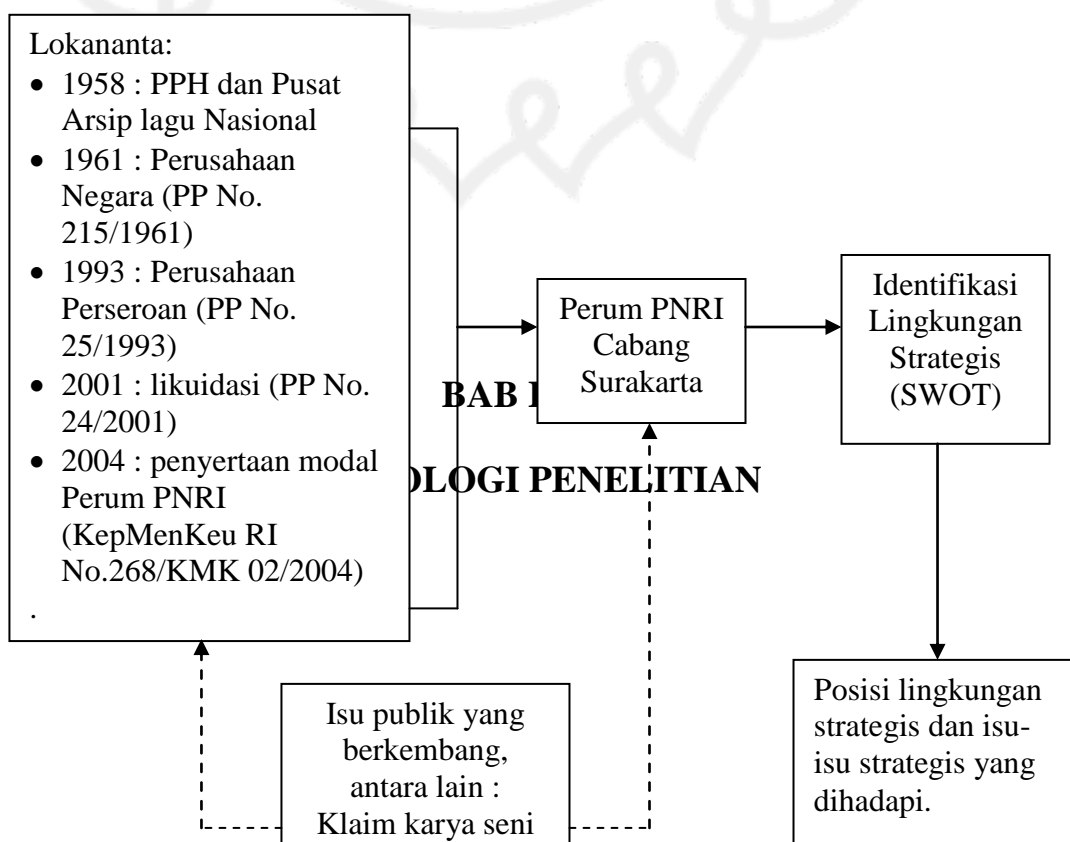 Lokananta:
• 1958 : PPH dan Pusat
Arsip lagu Nasional
• 1961 : Perusahaan
Negara (PP No.
215/1961)
• 1993 : Perusahaan
Perseroan (PP No.
25/1993)
• 2001 : likuidasi (PP No.
24/2001)
• 2004 : penyertaan modal
Perum PNRI
(KepMenKeu RI
No.268/KMK 02/2004)
.
Perum PNRI
Cabang
Surakarta
Identifikasi
Lingkungan
Strategis
(SWOT)
BAB
PENELITIAN
Isu publik yang
berkembang,
antara lain :
Klaim karya seni
Posisi lingkungan
strategis dan isu-
isu strategis yang
dihadapi.